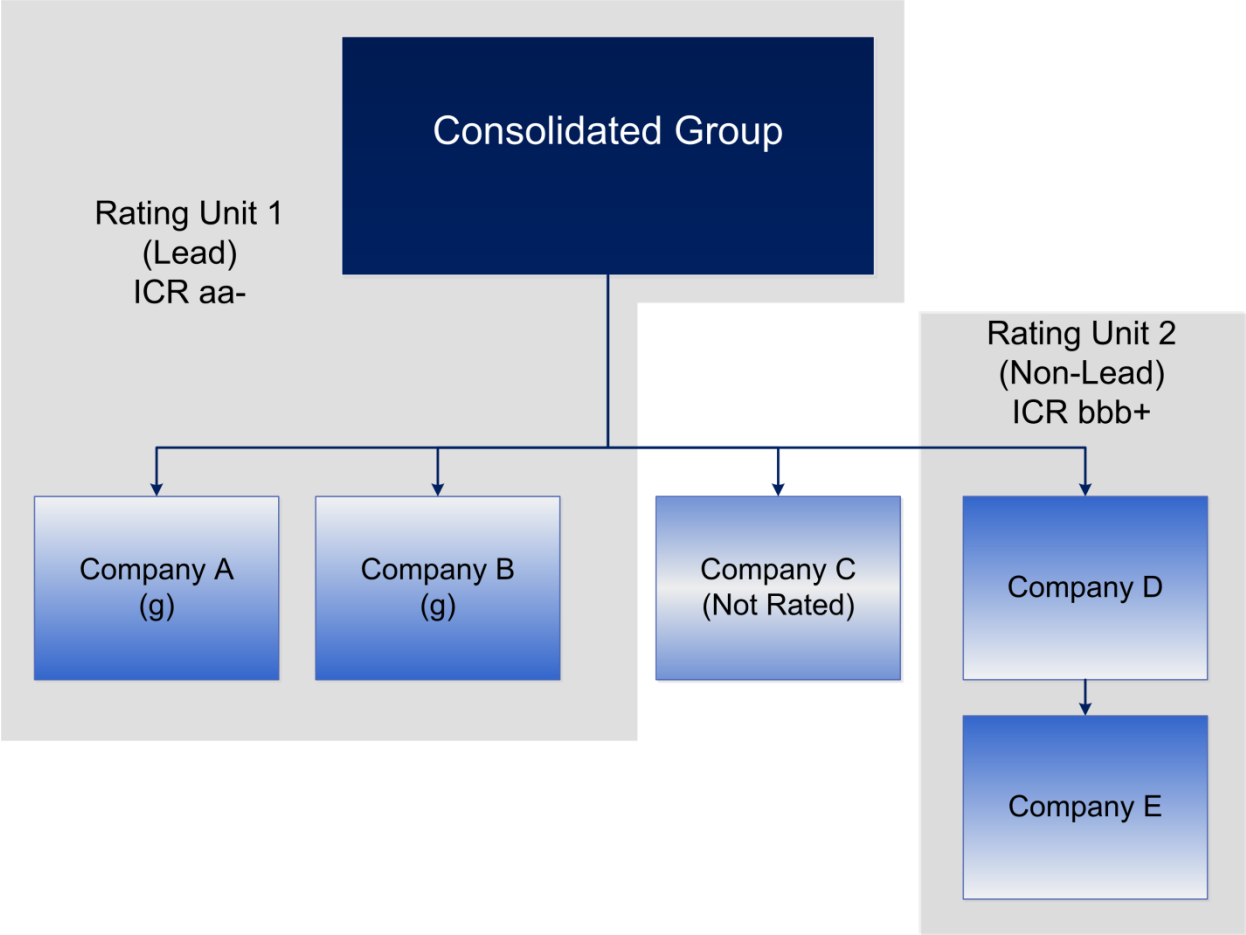 Consolidated Group
Rating Unit 1
(Lead)
ICR aa-
Rating Unit 2
(Non-Lead)
ICR bbb+
Company A
(g)
Company B
(g)
Company C
(Not Rated)
Company D
Company E